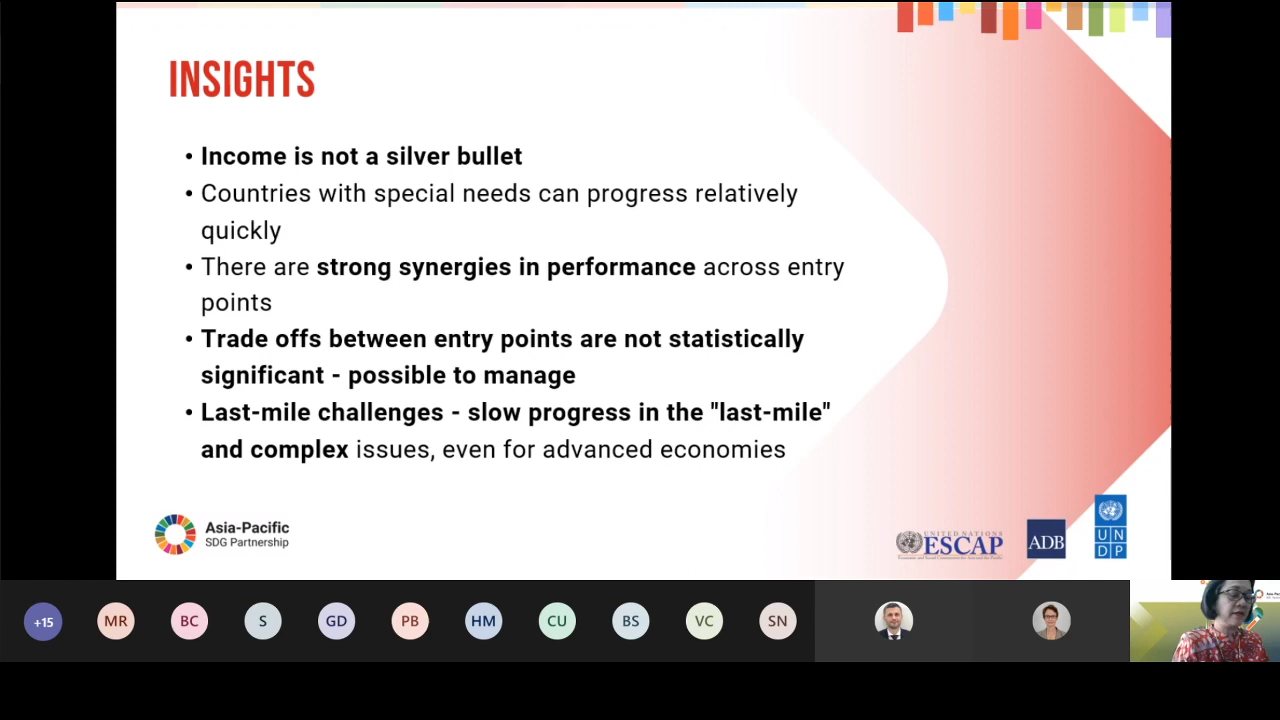 INSIGHTS
• Income is not a silver bullet
• Countries with special needs can progress relatively
quickly
• There are strong synergies in performance across entry
points
• Trade offs between entry points are not statistically
significant - possible to manage
• Last-mile challenges - slow progress in the "last-mile"
and complex issues, even for advanced economies
Asia-Pacific
SDG Partnership
UNITED NATIONS
ESCAP
Economic and Social Commission for Asia and the Pacific
ADB
UN
DP
+15 MR BC S GD PB HM CU BS VC SN